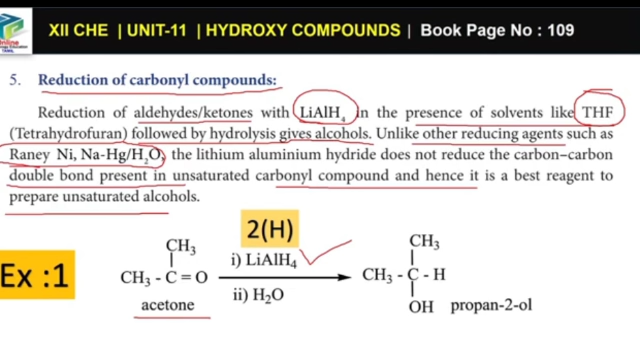 XII CHE | UNIT-11 | HYDROXY COMPOUNDS | Book Page No : 109
5. Reduction of carbonyl compounds:
Reduction of aldehydes/ketones with LiAlH₄ in the presence of solvents like THF
(Tetrahydrofuran) followed by hydrolysis gives alcohols. Unlike other reducing agents such as
Raney Ni, Na-Hg/H₂O, the lithium aluminium hydride does not reduce the carbon–carbon
double bond present in unsaturated carbonyl compound and hence it is a best reagent to
prepare unsaturated alcohols.
Ex :1
CH₃
|
CH₃ - C = O
acetone
2(H)
i) LiAlH₄
ii) H₂O
CH₃
|
CH₃ - C - H
|
OH propan-2-ol